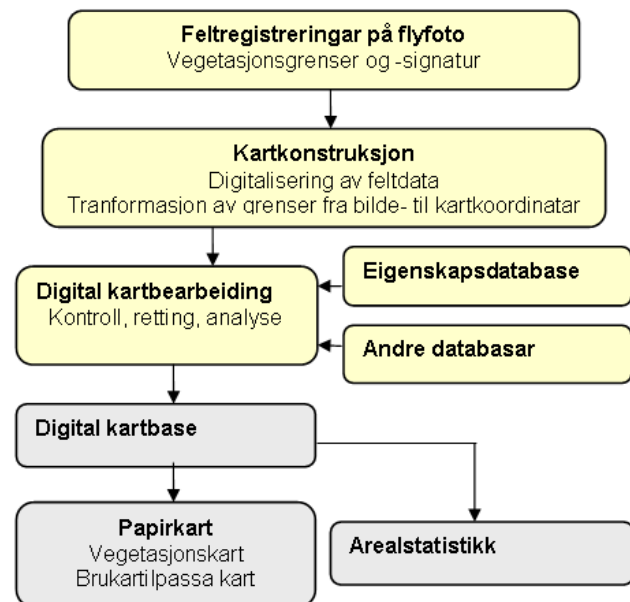 Feltregistreringar på flyfoto
Vegetasjonsgrenser og -signatur
Kartkonstruksjon
Digitalisering av feltdata
Tranformasjon av grenser fra bilde- til kartkoordinatar
Digital kartbearbeiding
Kontroll, retting, analyse
Eigenskapsdatabase
Andre databasar
Digital kartbase
Papirkart
Vegetasjonskart
Brukartilpassa kart
Arealstatistikk